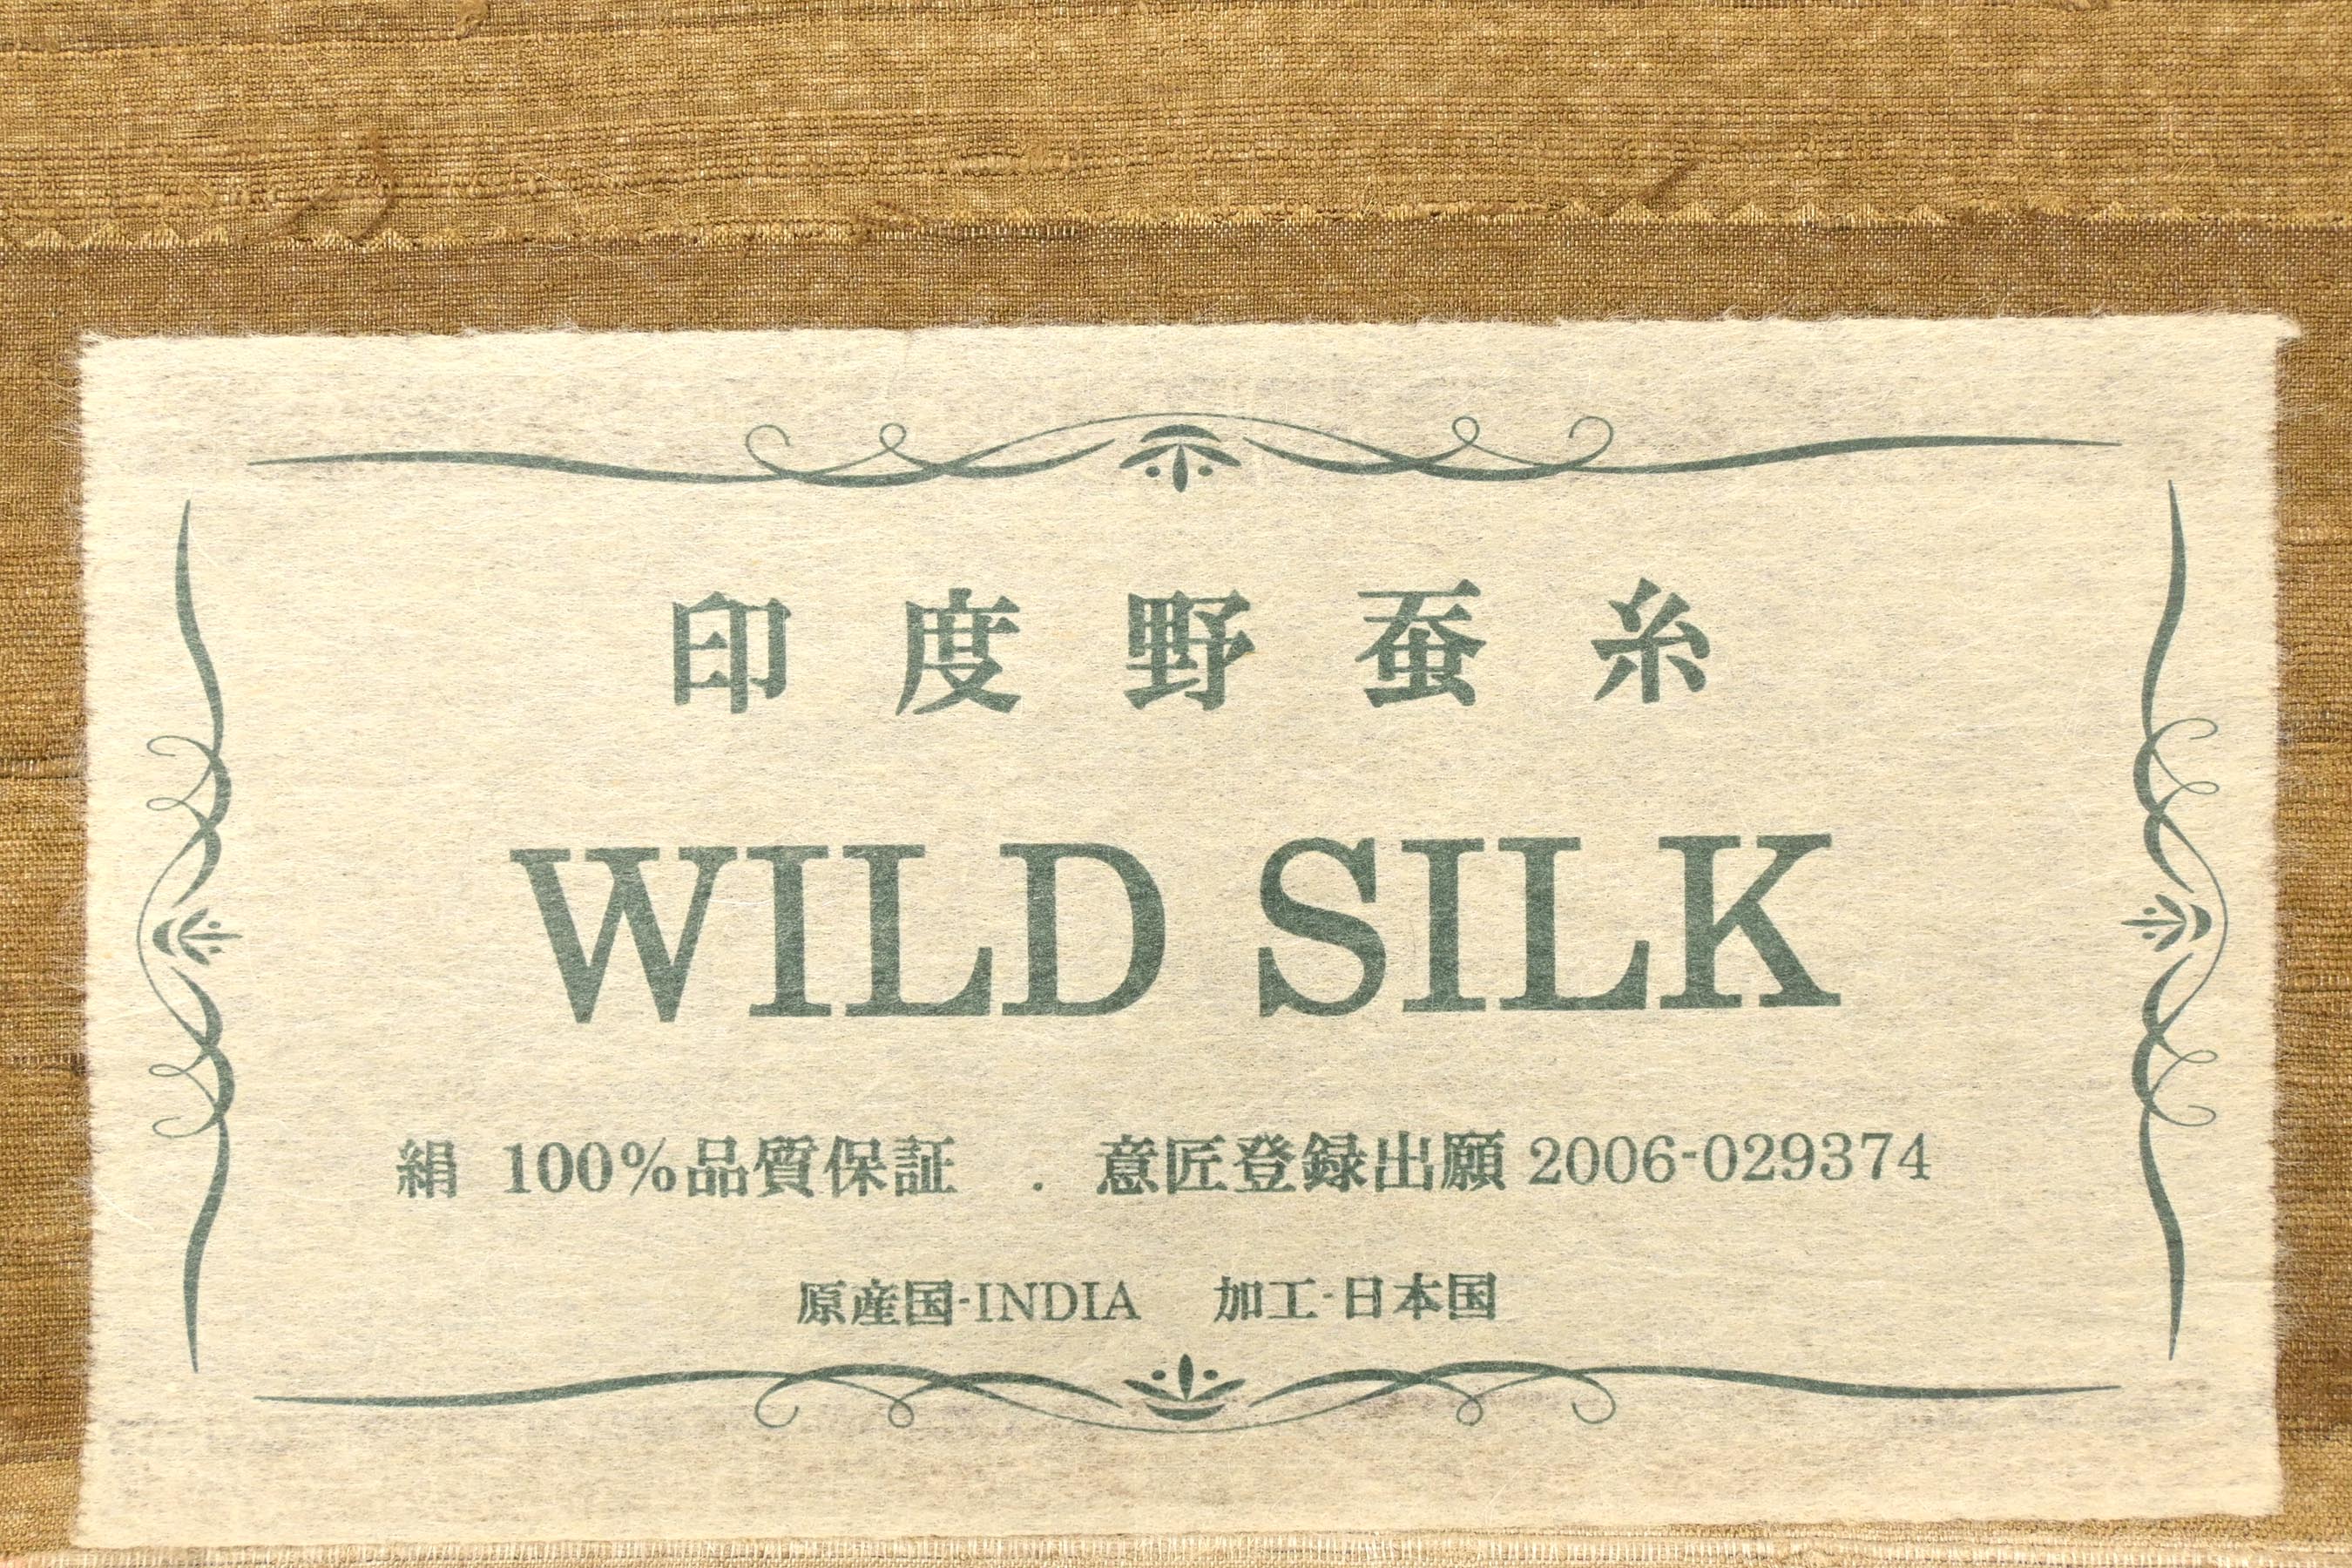 印度野蚕糸
WILD SILK
絹 100%品質保証 . 意匠登録出願 2006-029374
原産国-INDIA 加工-日本国